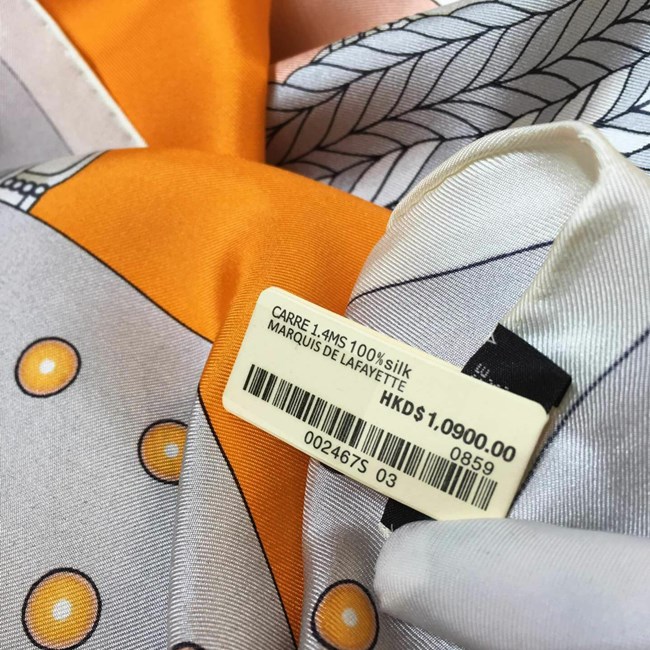 CARRE 1.4MS 100%silk
MARQUIS DE LAFAYETTE
HKD$1.0900.00
0859
002467S 03